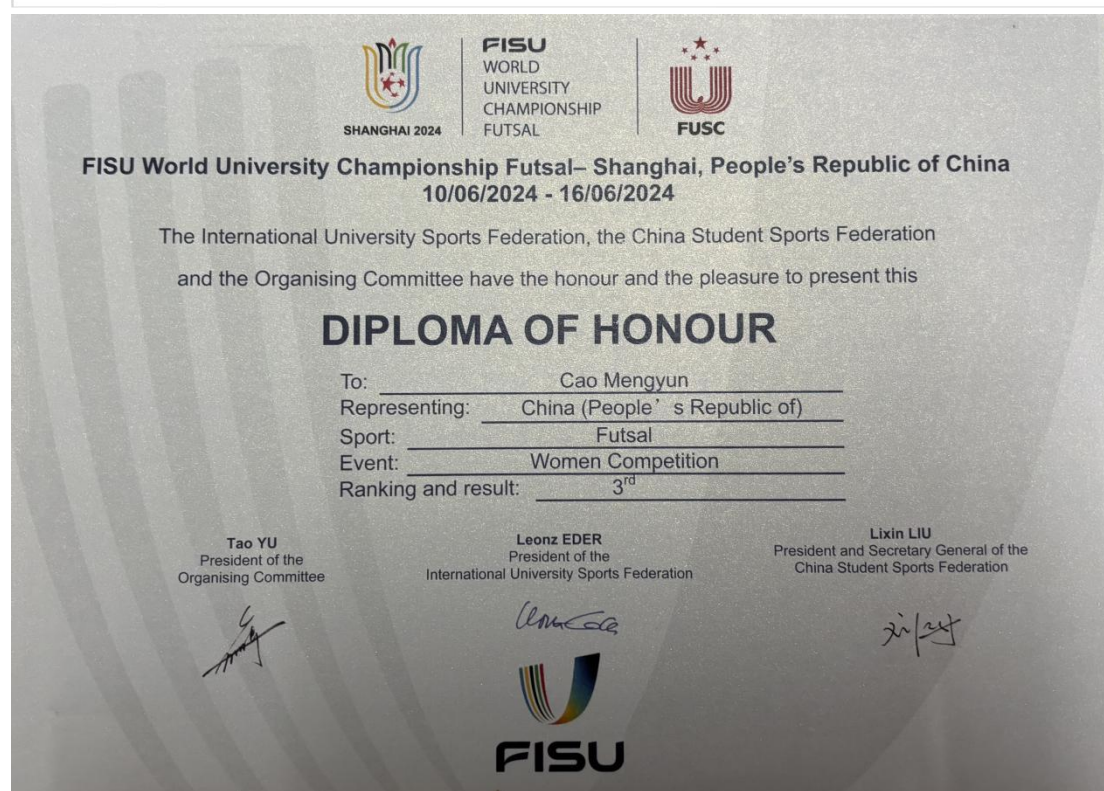 SHANGHAI 2024
FISU
WORLD
UNIVERSITY
CHAMPIONSHIP
FUTSAL
FUSC
FISU World University Championship Futsal– Shanghai, People's Republic of China
10/06/2024 - 16/06/2024
The International University Sports Federation, the China Student Sports Federation
and the Organising Committee have the honour and the pleasure to present this
DIPLOMA OF HONOUR
To: Cao Mengyun
Representing: China (People’ s Republic of)
Sport: Futsal
Event: Women Competition
Ranking and result: 3rd
Tao YU
President of the
Organising Committee
Leonz EDER
President of the
International University Sports Federation
Lixin LIU
President and Secretary General of the
China Student Sports Federation
FISU